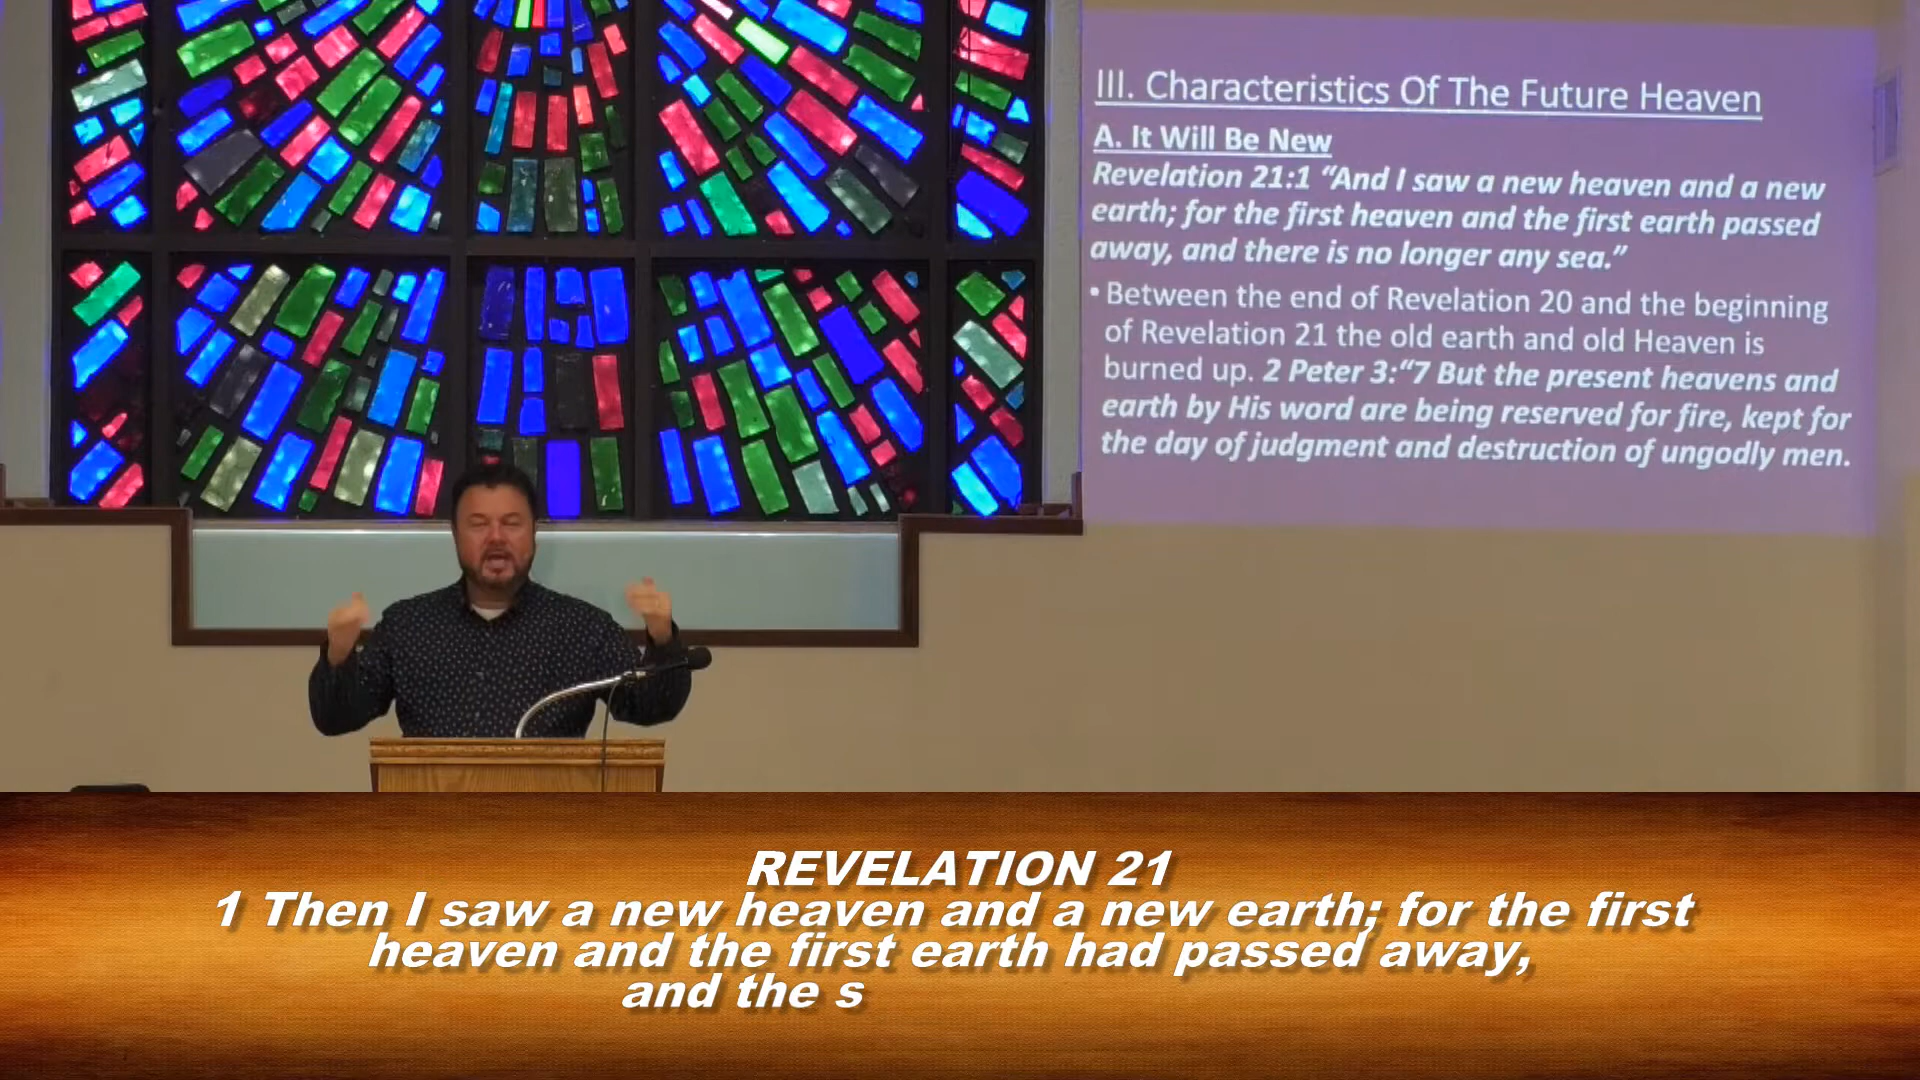 III. Characteristics Of The Future Heaven
A. It Will Be New
Revelation 21:1 “And I saw a new heaven and a new
earth; for the first heaven and the first earth passed
away, and there is no longer any sea.”
• Between the end of Revelation 20 and the beginning
of Revelation 21 the old earth and old Heaven is
burned up. 2 Peter 3:“7 But the present heavens and
earth by His word are being reserved for fire, kept for
the day of judgment and destruction of ungodly men.
REVELATION 21
1 Then I saw a new heaven and a new earth; for the first
heaven and the first earth had passed away,
and the s